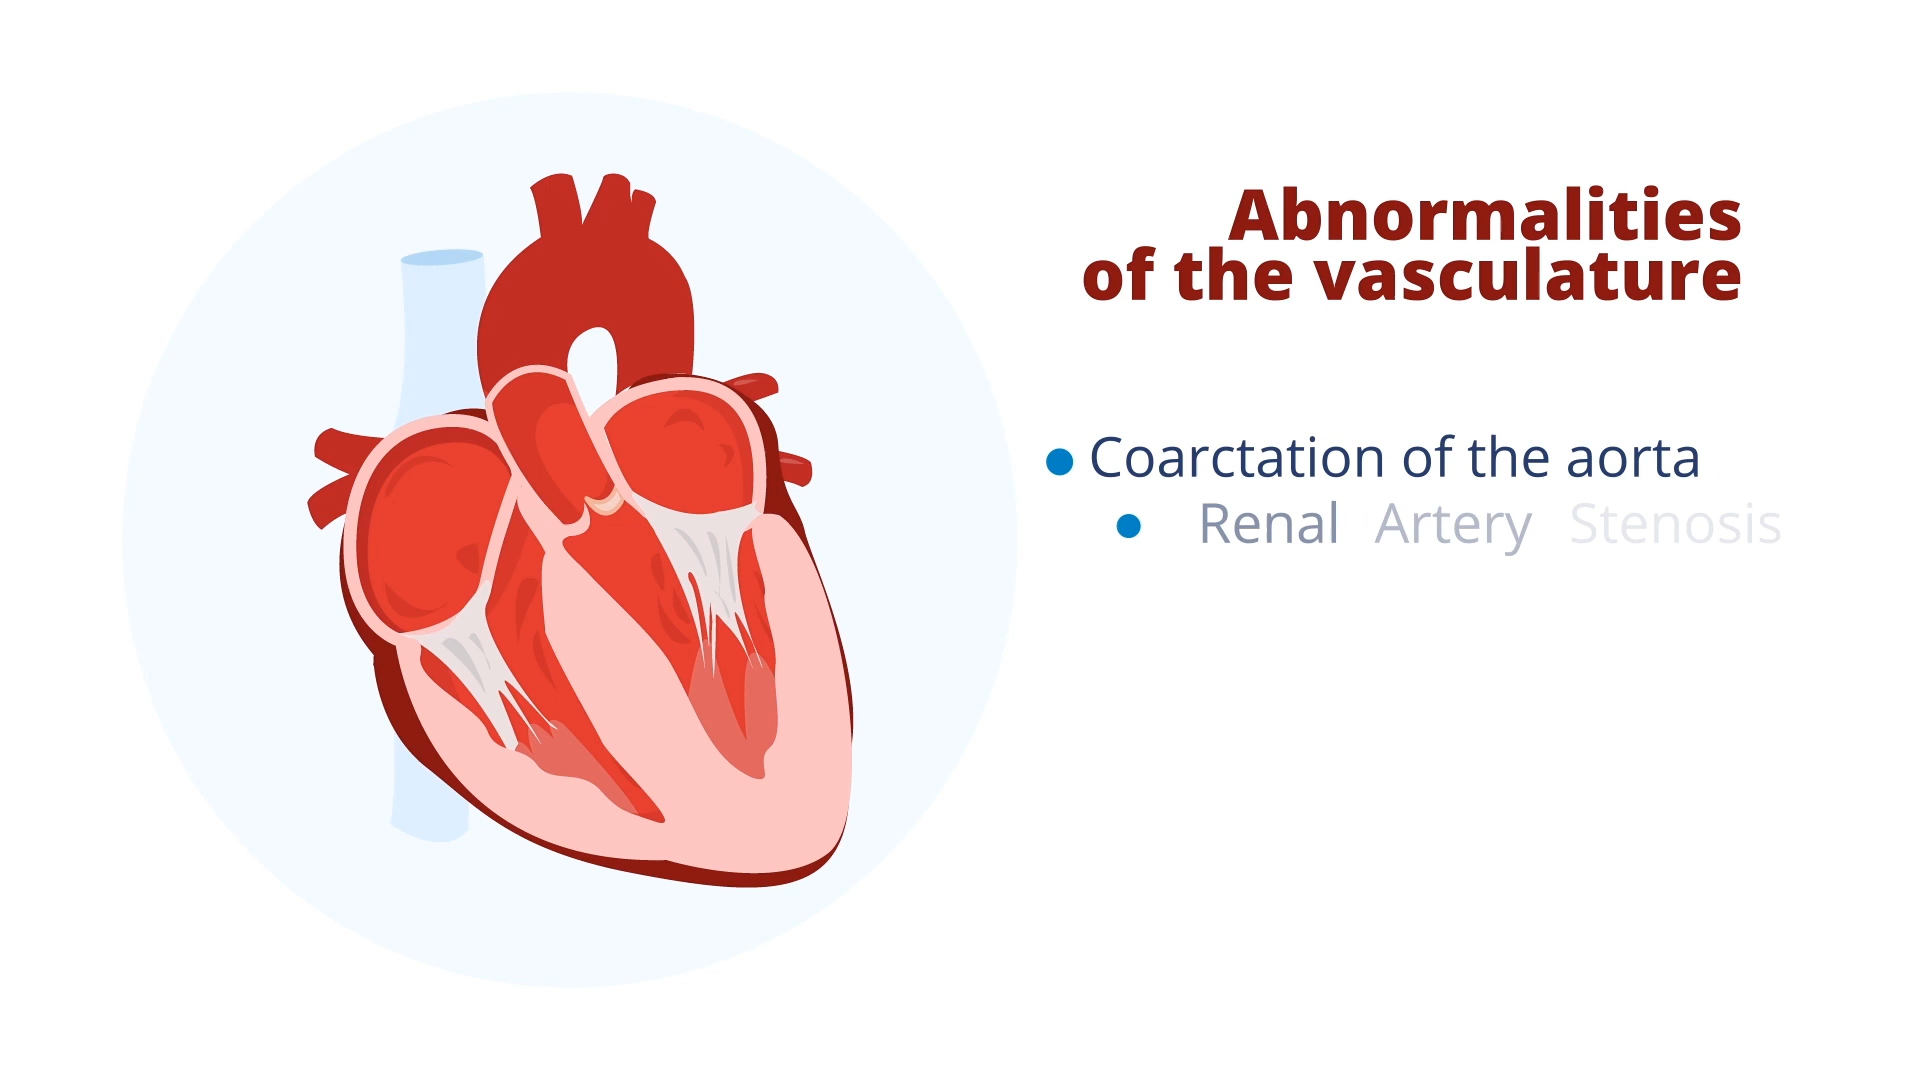 Abnormalities
of the vasculature
● Coarctation of the aorta
● Renal Artery Stenosis